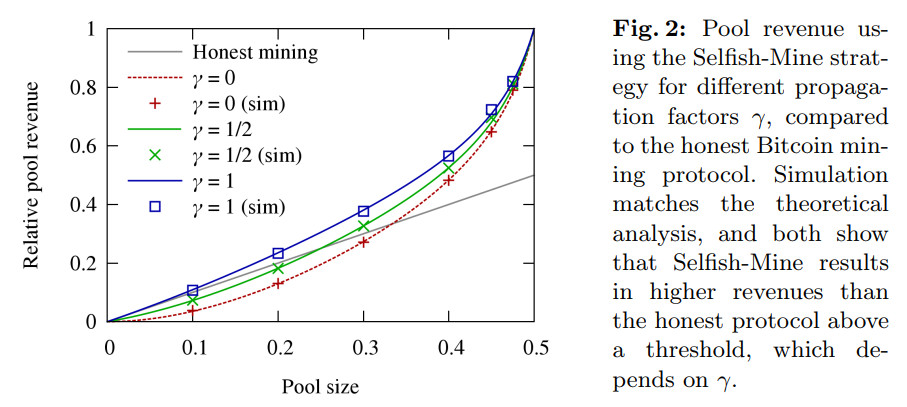 1
0.8
0.6
0.4
0.2
0
Relative pool revenue
Honest mining
γ = 0
γ = 0 (sim)
γ = 1/2
γ = 1/2 (sim)
γ = 1
γ = 1 (sim)
0 0.1 0.2 0.3 0.4 0.5
Pool size
Fig. 2: Pool revenue us-
ing the Selfish-Mine strat-
egy for different propaga-
tion factors γ, compared
to the honest Bitcoin min-
ing protocol. Simulation
matches the theoretical
analysis, and both show
that Selfish-Mine results
in higher revenues than
the honest protocol above
a threshold, which de-
pends on γ.